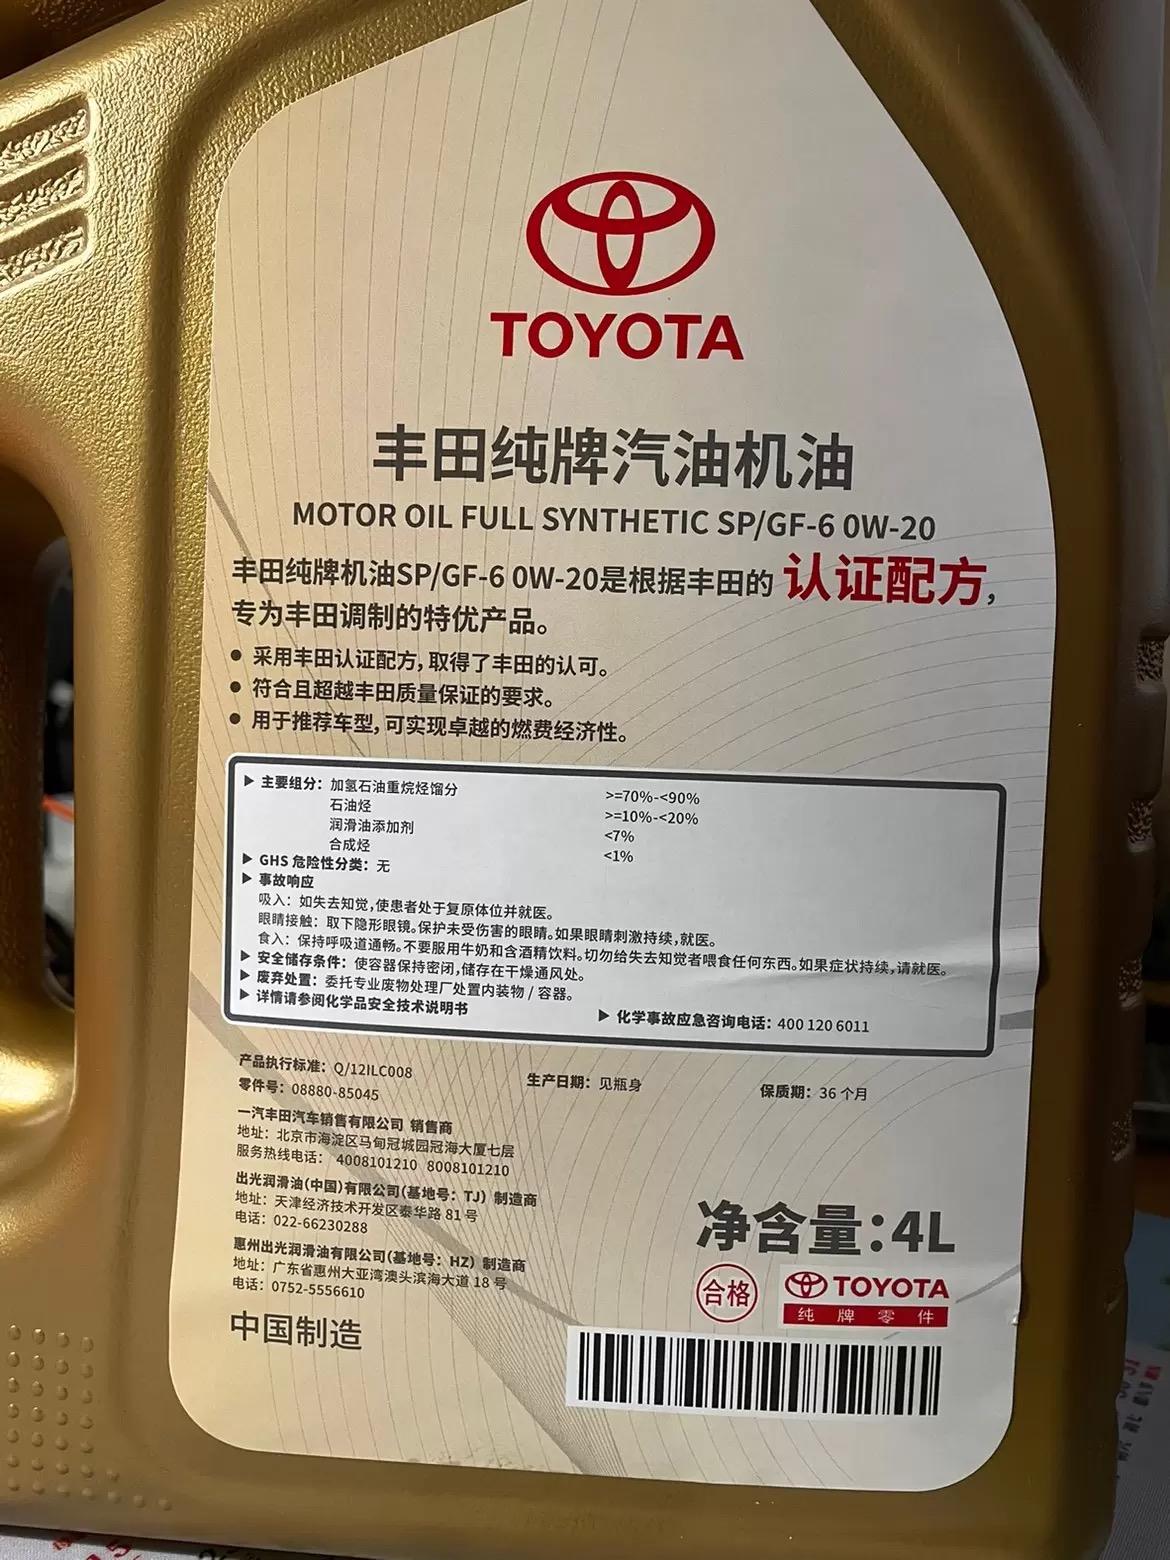 TOYOTA
丰田纯牌汽油机油
MOTOR OIL FULL SYNTHETIC SP/GF-6 0W-20
丰田纯牌机油SP/GF-6 0W-20是根据丰田的 认证配方，
专为丰田调制的特优产品。
● 采用丰田认证配方，取得了丰田的认可。
● 符合且超越丰田质量保证的要求。
● 用于推荐车型，可实现卓越的燃费经济性。
▶ 主要组分：加氢石油重烷烃馏分 >=70%-<90%
石油烃 >=10%-<20%
润滑油添加剂 <7%
合成烃 <1%
▶ GHS 危险性分类：无
▶ 事故响应
吸入：如失去知觉，使患者处于复原体位并就医。
眼睛接触：取下隐形眼镜。保护未受伤害的眼睛。如果眼睛刺激持续，就医。
食入：保持呼吸道通畅。不要服用牛奶和含酒精饮料。切勿给失去知觉者喂食任何东西。如果症状持续，请就医。
▶ 安全储存条件：使容器保持密闭，储存在干燥通风处。
▶ 废弃处置：委托专业废物处理厂处置内装物 / 容器。
▶ 详情请参阅化学品安全技术说明书 ▶ 化学事故应急咨询电话：400 120 6011
产品执行标准：Q/12ILC008 生产日期：见瓶身 保质期：36 个月
零件号：08880-85045
一汽丰田汽车销售有限公司 销售商
地址：北京市海淀区马甸冠城园冠海大厦七层
服务热线电话： 4008101210 8008101210
出光润滑油（中国）有限公司（基地号：TJ）制造商
地址：天津经济技术开发区泰华路 81 号
电话：022-66230288
惠州出光润滑油有限公司（基地号：HZ）制造商
地址：广东省惠州大亚湾澳头滨海大道 18 号
电话：0752-5556610
中国制造
净含量：4L
合格
TOYOTA
纯牌零件